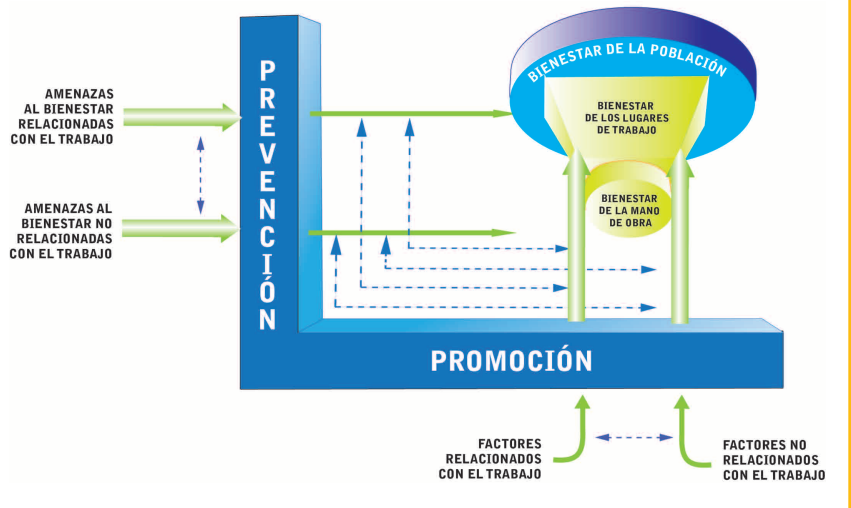 BIENESTAR DE LA POBLACIÓN
AMENAZAS
AL BIENESTAR
RELACIONADAS
CON EL TRABAJO
PREVENCIÓN
BIENESTAR
DE LOS LUGARES
DE TRABAJO
AMENAZAS AL
BIENESTAR NO
RELACIONADAS
CON EL TRABAJO
BIENESTAR
DE LA MANO
DE OBRA
PROMOCIÓN
FACTORES
RELACIONADOS
CON EL TRABAJO
FACTORES NO
RELACIONADOS
CON EL TRABAJO